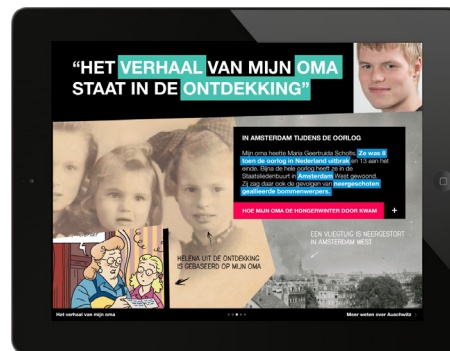 “HET VERHAAL VAN MIJN OMA
STAAT IN DE ONTDEKKING”
IN AMSTERDAM TIJDENS DE OORLOG
Mijn oma heette Maria Geertruida Scholts. Ze was 8
toen de oorlog in Nederland uitbrak en 13 aan het
einde. Bijna de hele oorlog heeft ze in de
Staatsliedenbuurt in Amsterdam West gewoond.
Zij zag daar ook de gevolgen van neergeschoten
geallieerde bommenwerpers.
HOE MIJN OMA DE HONGERWINTER DOOR KWAM +
EEN VLIEGTUIG IS NEERGESTORT
IN AMSTERDAM WEST
HELENA UIT DE ONTDEKKING
IS GEBASEERD OP MIJN OMA
Het verhaal van mijn oma
Meer weten over Auschwitz